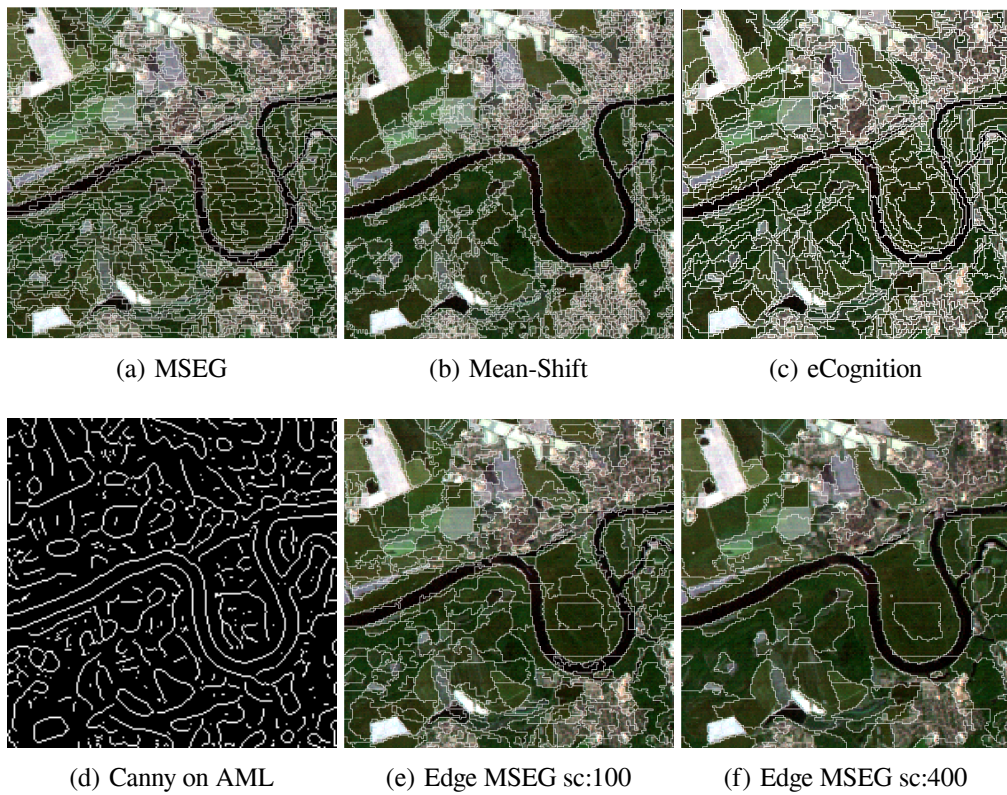 (a) MSEG
(b) Mean-Shift
(c) eCognition
(d) Canny on AML
(e) Edge MSEG sc:100
(f) Edge MSEG sc:400